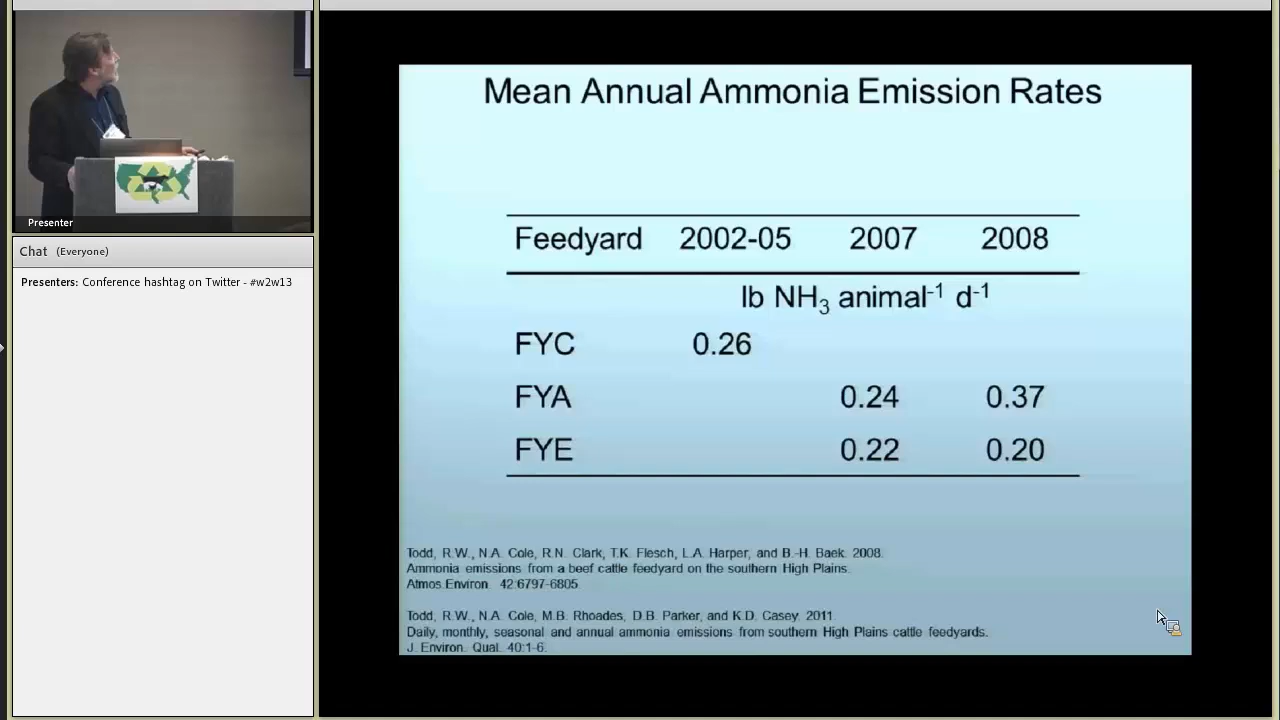 Presenter
Chat (Everyone)
Presenters: Conference hashtag on Twitter - #w2w13
Mean Annual Ammonia Emission Rates
Feedyard 2002-05 2007 2008
lb NH₃ animal⁻¹ d⁻¹
FYC 0.26
FYA 0.24 0.37
FYE 0.22 0.20
Todd, R.W., N.A. Cole, R.N. Clark, T.K. Flesch, L.A. Harper, and B.-H. Baek. 2008.
Ammonia emissions from a beef cattle feedyard on the southern High Plains.
Atmos.Environ. 42:6797-6805.
Todd, R.W., N.A. Cole, M.B. Rhoades, D.B. Parker, and K.D. Casey. 2011.
Daily, monthly, seasonal and annual ammonia emissions from southern High Plains cattle feedyards.
J. Environ. Qual. 40:1-6.